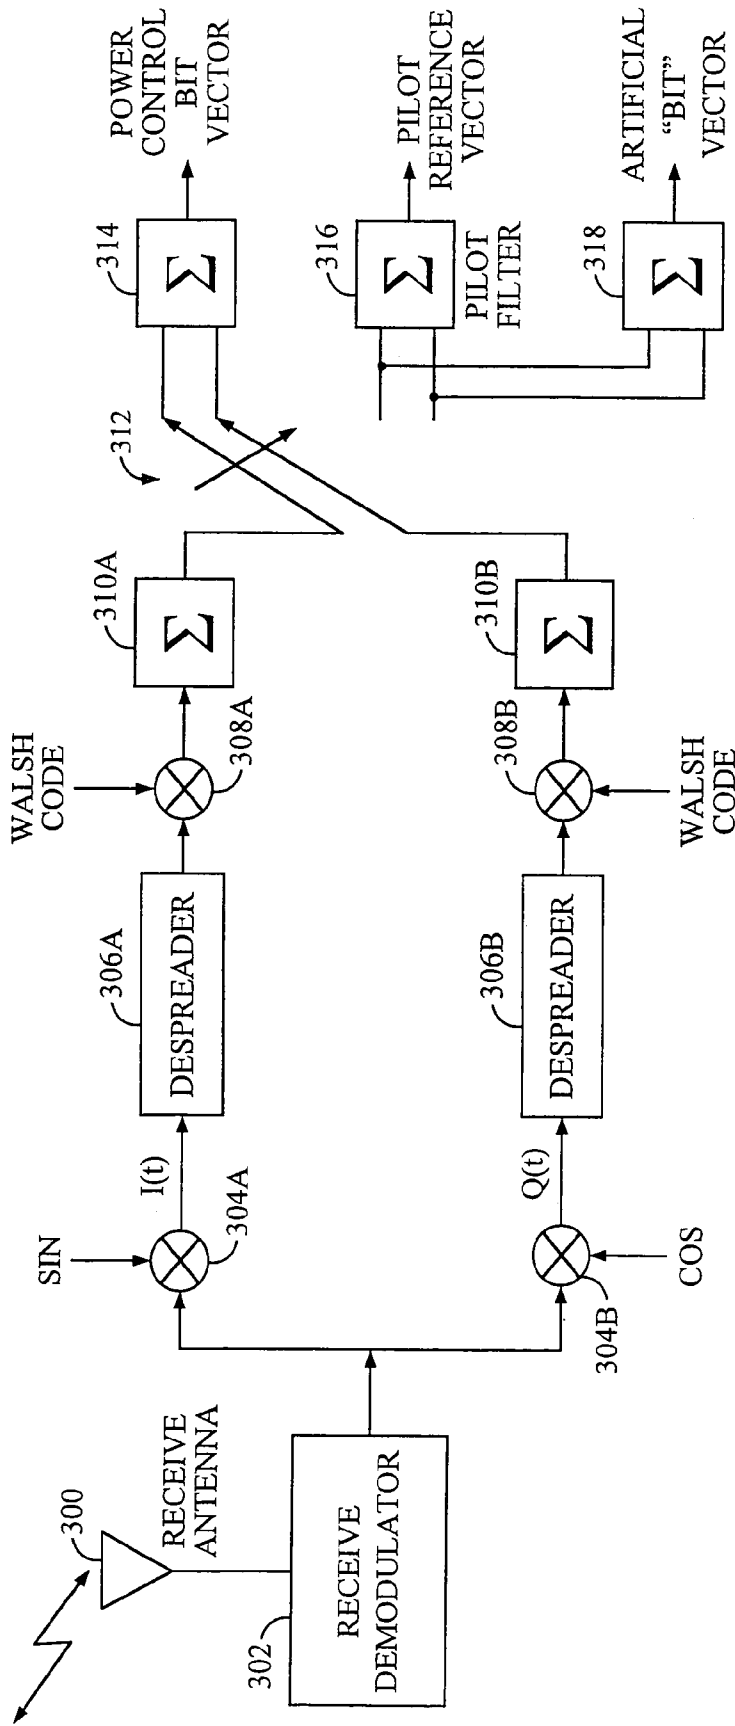 300
RECEIVE
ANTENNA
302
RECEIVE
DEMODULATOR
SIN
304A
I(t)
304B
COS
Q(t)
306A
DESPREADER
306B
DESPREADER
WALSH
CODE
308A
308B
WALSH
CODE
310A
Σ
310B
Σ
312
314
Σ
POWER
CONTROL
BIT
VECTOR
316
Σ
PILOT
FILTER
PILOT
REFERENCE
VECTOR
318
Σ
ARTIFICIAL
“BIT”
VECTOR